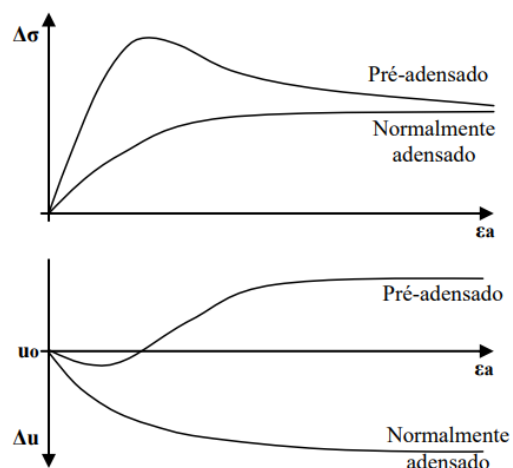 Δσ
Pré-adensado
Normalmente
adensado
εa
Pré-adensado
uo
εa
Δu
Normalmente
adensado